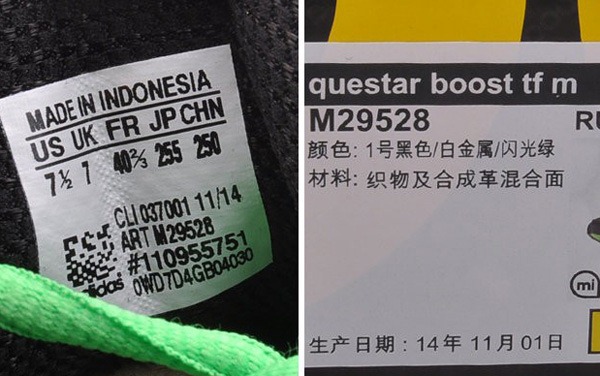 MADE IN INDONESIA
US UK FR JP CHN
7½ 7 40⅔ 255 250
CLI 037001 11/14
ART M29528
#110955751
adidas 0WD7D4GB04030
questar boost tf m
M29528 RU
颜色: 1号黑色/白金属/闪光绿
材料: 织物及合成革混合面
mi
生产日期: 14年 11月 01日